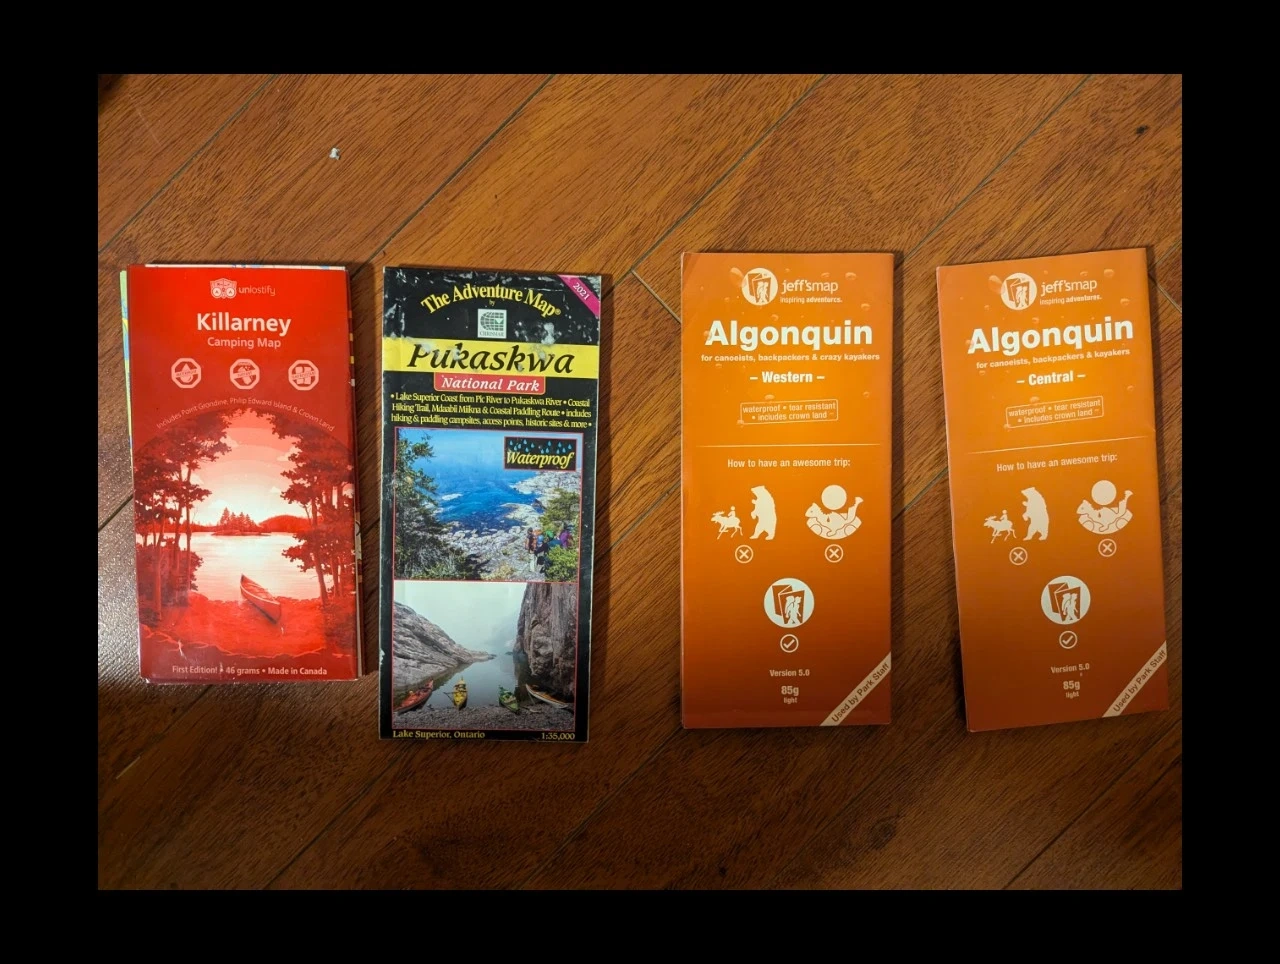 unlostify
Killarney
Camping Map
Includes Point Grondine, Philip Edward Island & Crown Land
First Edition! • 46 grams • Made in Canada
2021
The Adventure Map®
by
CHRISMAR
Pukaskwa
National Park
• Lake Superior Coast from Pic River to Pukaskwa River • Coastal
Hiking Trail, Mdaabii Miikna & Coastal Paddling Route • includes
hiking & paddling campsites, access points, historic sites & more •
Waterproof
Lake Superior, Ontario
1:35,000
jeff'smap
inspiring adventures.
Algonquin
for canoeists, backpackers & crazy kayakers
– Western –
waterproof • tear resistant
• includes crown land
How to have an awesome trip:
Version 5.0
85g
light
Used by Park Staff
jeff'smap
inspiring adventures.
Algonquin
for canoeists, backpackers & kayakers
– Central –
waterproof • tear resistant
• includes crown land
How to have an awesome trip:
Version 5.0
85g
light
Used by Park Staff